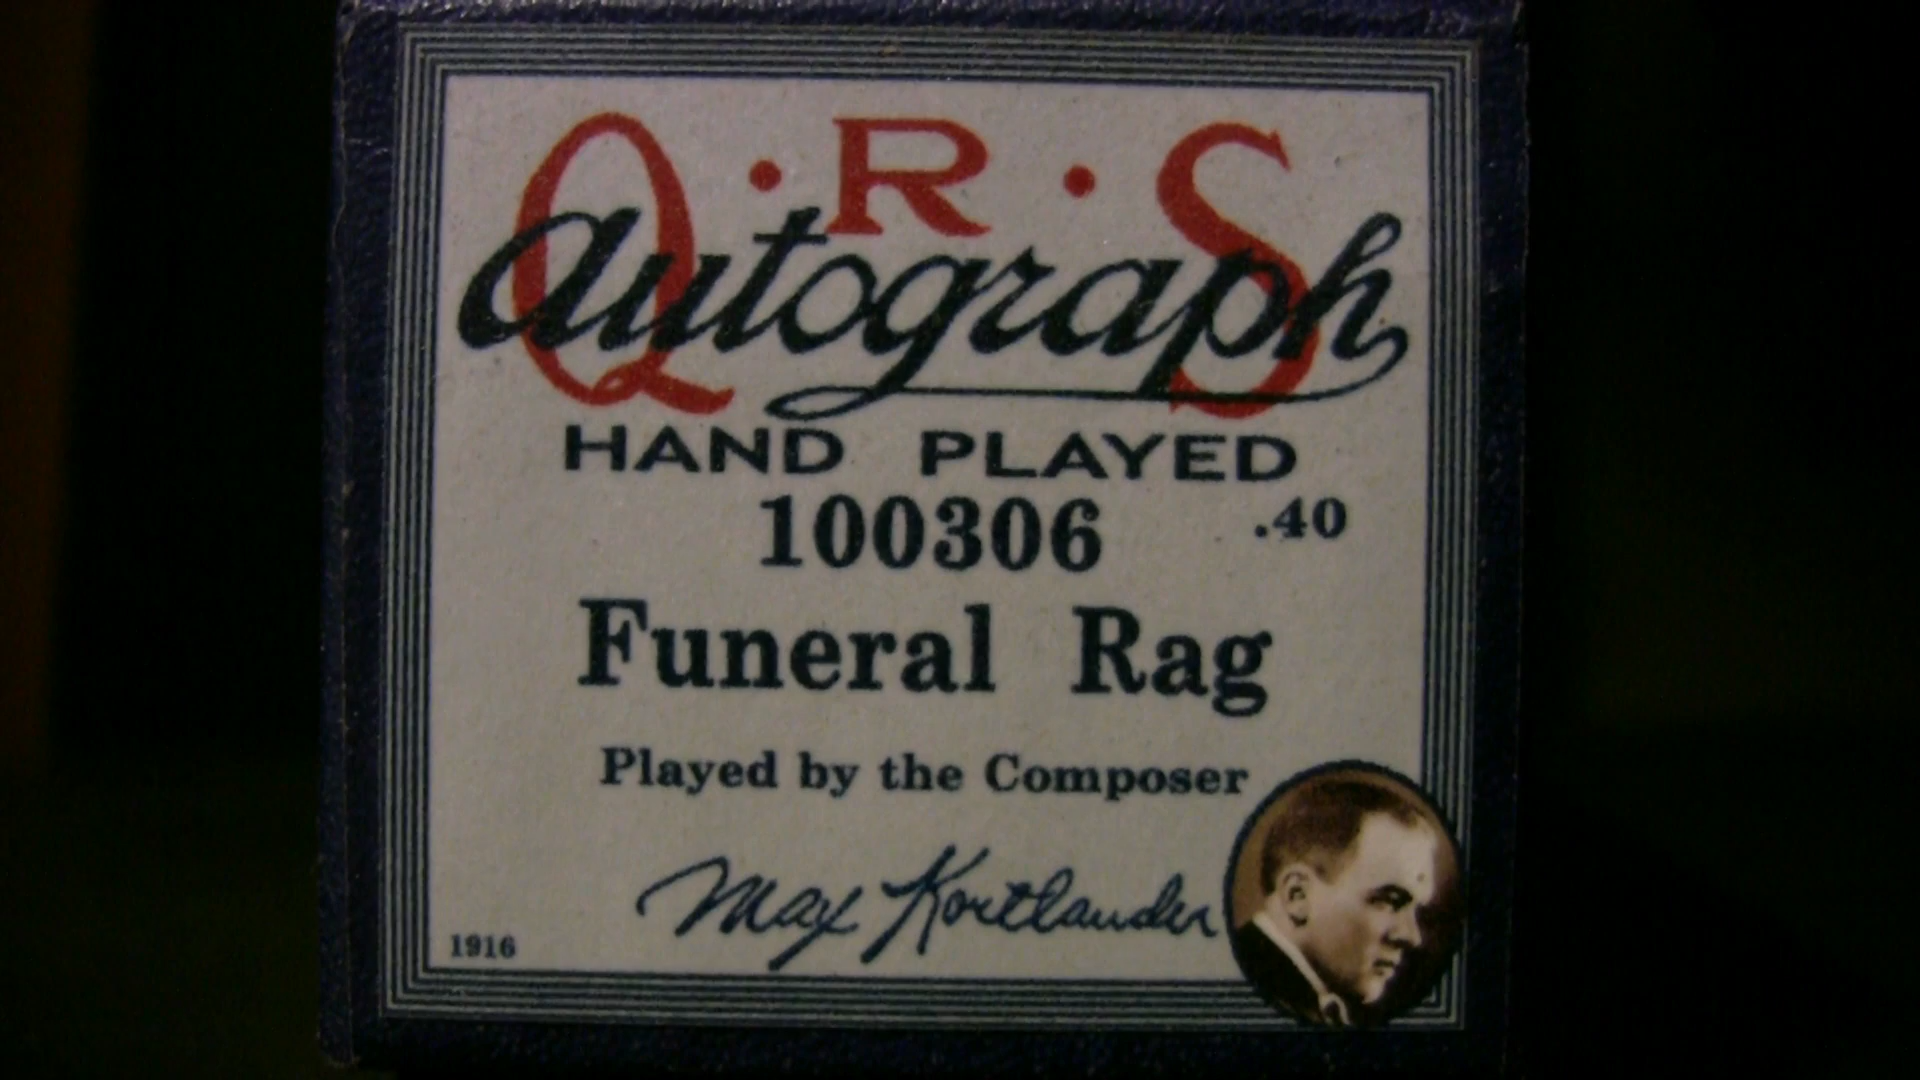 Q·R·S
Autograph
HAND PLAYED
100306 .40
Funeral Rag
Played by the Composer
Max Kortlander
1916